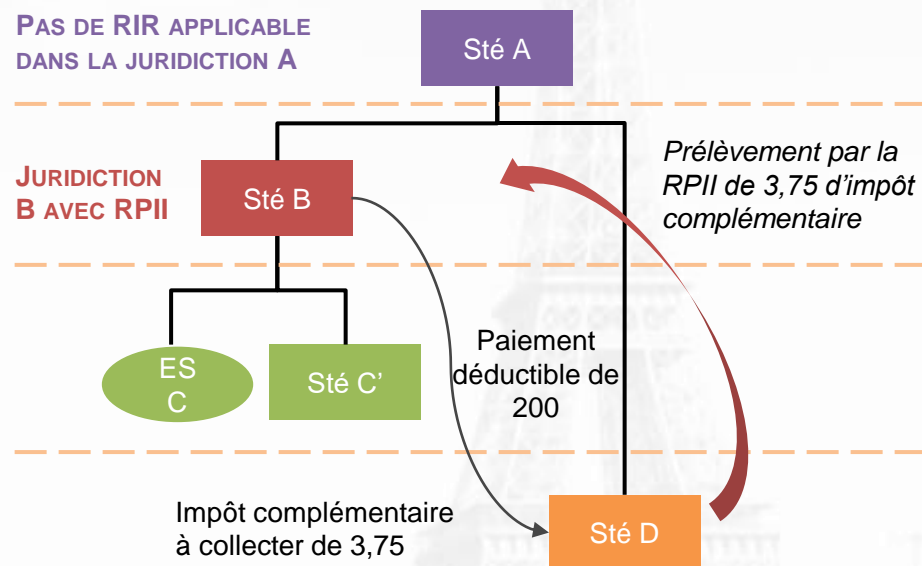 PAS DE RIR APPLICABLE
DANS LA JURIDICTION A
Sté A
JURIDICTION
B AVEC RPII
Sté B
Prélèvement par la
RPII de 3,75 d’impôt
complémentaire
ES
C
Sté C’
Paiement
déductible de
200
Impôt complémentaire
à collecter de 3,75
Sté D